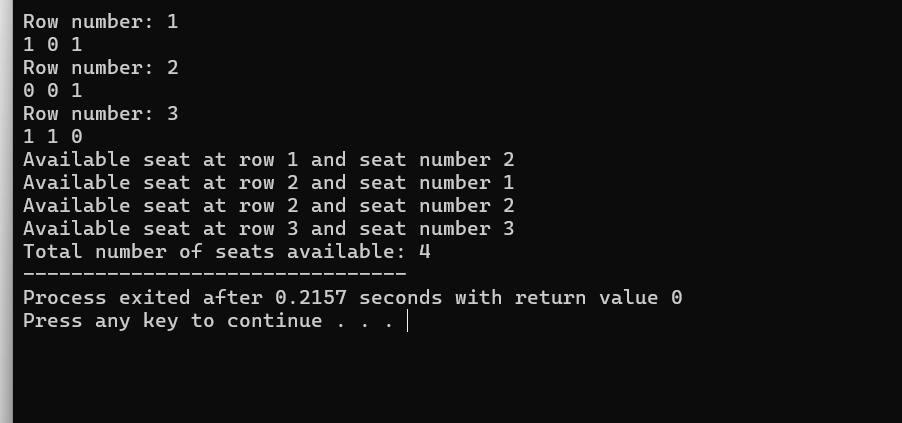 Row number: 1
1 0 1
Row number: 2
0 0 1
Row number: 3
1 1 0
Available seat at row 1 and seat number 2
Available seat at row 2 and seat number 1
Available seat at row 2 and seat number 2
Available seat at row 3 and seat number 3
Total number of seats available: 4
--------------------------------
Process exited after 0.2157 seconds with return value 0
Press any key to continue . . .